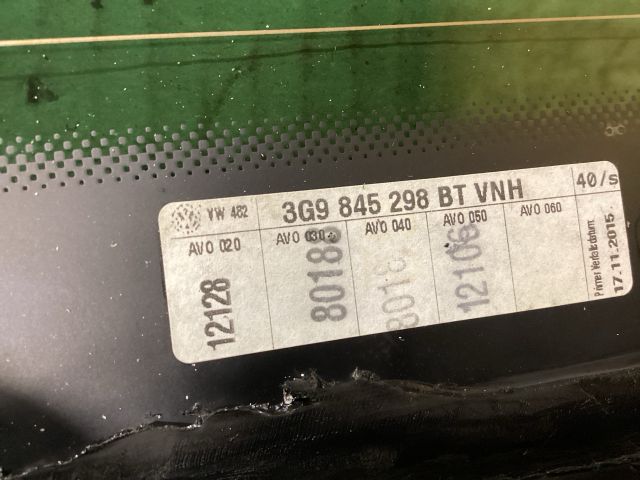 VW 482 3G9 845 298 BT VNH 40/s
AVO 020 AVO 030 AVO 040 AVO 050 AVO 060
12128 80188 8018 12106
Primer Verfallsdatum:
17.11.2015